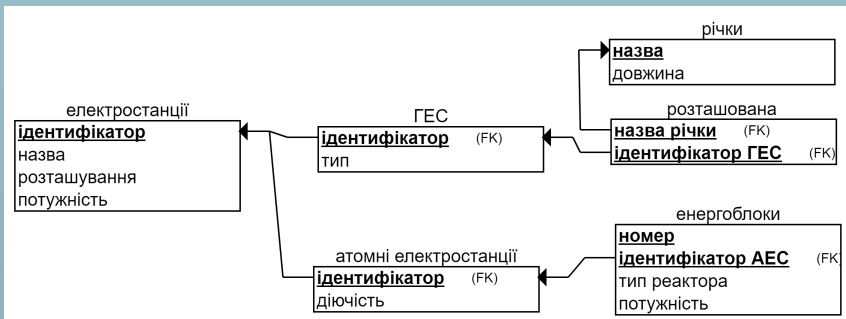 річки
назва
довжина
розташована
назва річки (FK)
ідентифікатор ГЕС (FK)
електростанції
ідентифікатор
назва
розташування
потужність
ГЕС
ідентифікатор (FK)
тип
атомні електростанції
ідентифікатор (FK)
діючість
енергоблоки
номер
ідентифікатор АЕС (FK
тип реактора
потужність